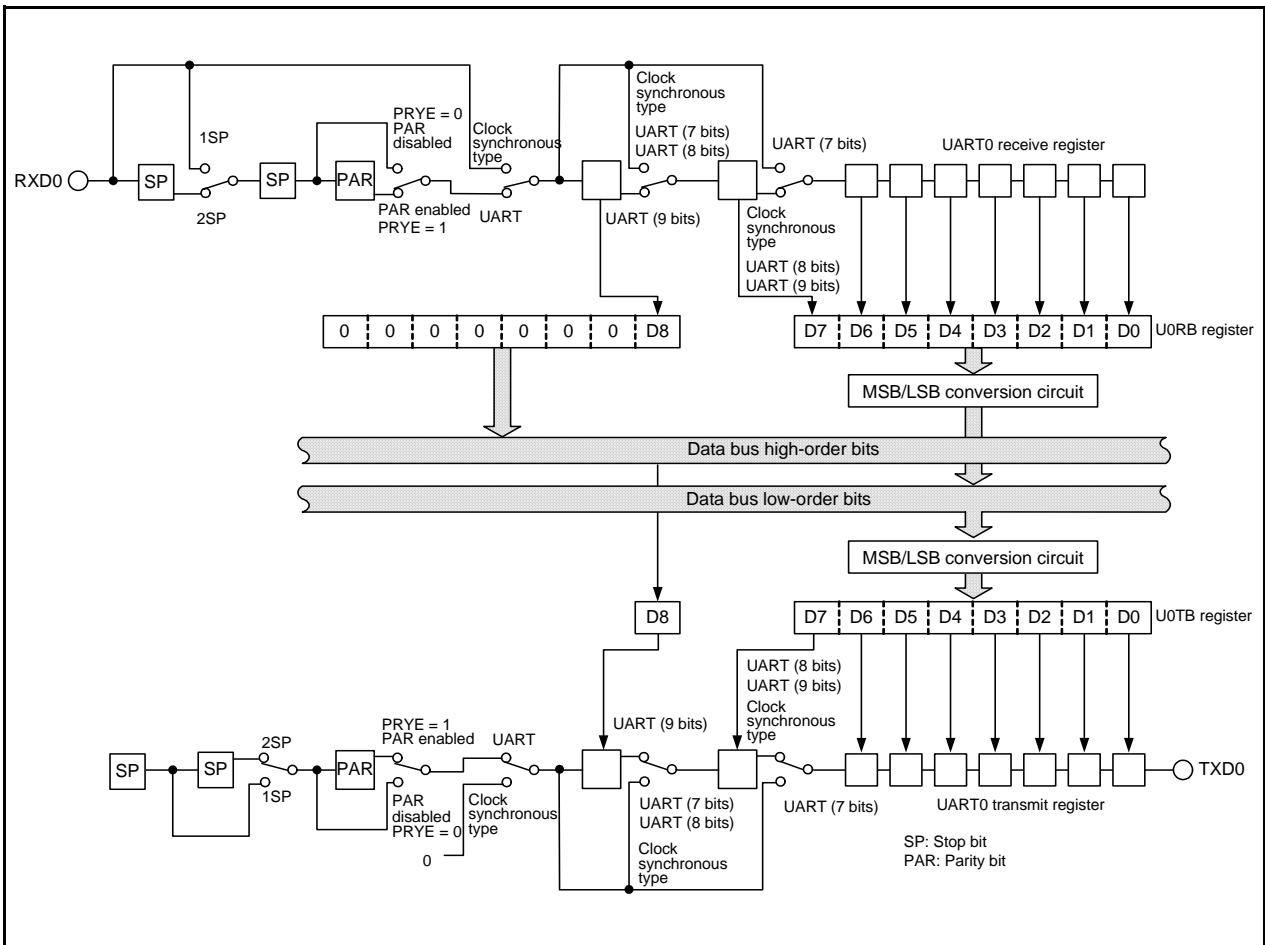 Clock
synchronous
type
PRYE = 0
PAR
disabled
Clock
synchronous
type
1SP
UART (7 bits)
UART (8 bits)
UART (7 bits)
UART0 receive register
RXD0
SP
SP
PAR
2SP
PAR enabled
PRYE = 1
UART
UART (9 bits)
Clock
synchronous
type
UART (8 bits)
UART (9 bits)
0 0 0 0 0 0 0 D8
D7 D6 D5 D4 D3 D2 D1 D0
U0RB register
MSB/LSB conversion circuit
Data bus high-order bits
Data bus low-order bits
MSB/LSB conversion circuit
D8
D7 D6 D5 D4 D3 D2 D1 D0
U0TB register
UART (8 bits)
UART (9 bits)
Clock
synchronous
type
UART (9 bits)
PRYE = 1
PAR enabled
UART
2SP
SP
SP
PAR
TXD0
1SP
PAR
disabled
PRYE = 0
Clock
synchronous
type
0
UART (7 bits)
UART (8 bits)
Clock
synchronous
type
UART (7 bits)
UART0 transmit register
SP: Stop bit
PAR: Parity bit